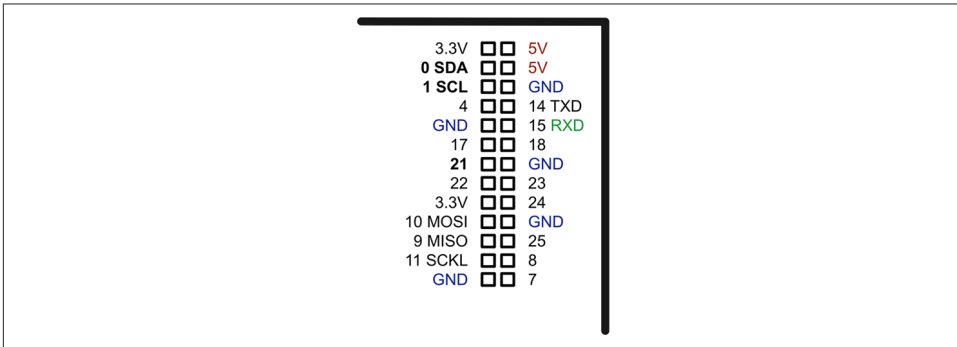 3.3V 5V
0 SDA 5V
1 SCL GND
4 14 TXD
GND 15 RXD
17 18
21 GND
22 23
3.3V 24
10 MOSI GND
9 MISO 25
11 SCKL 8
GND 7